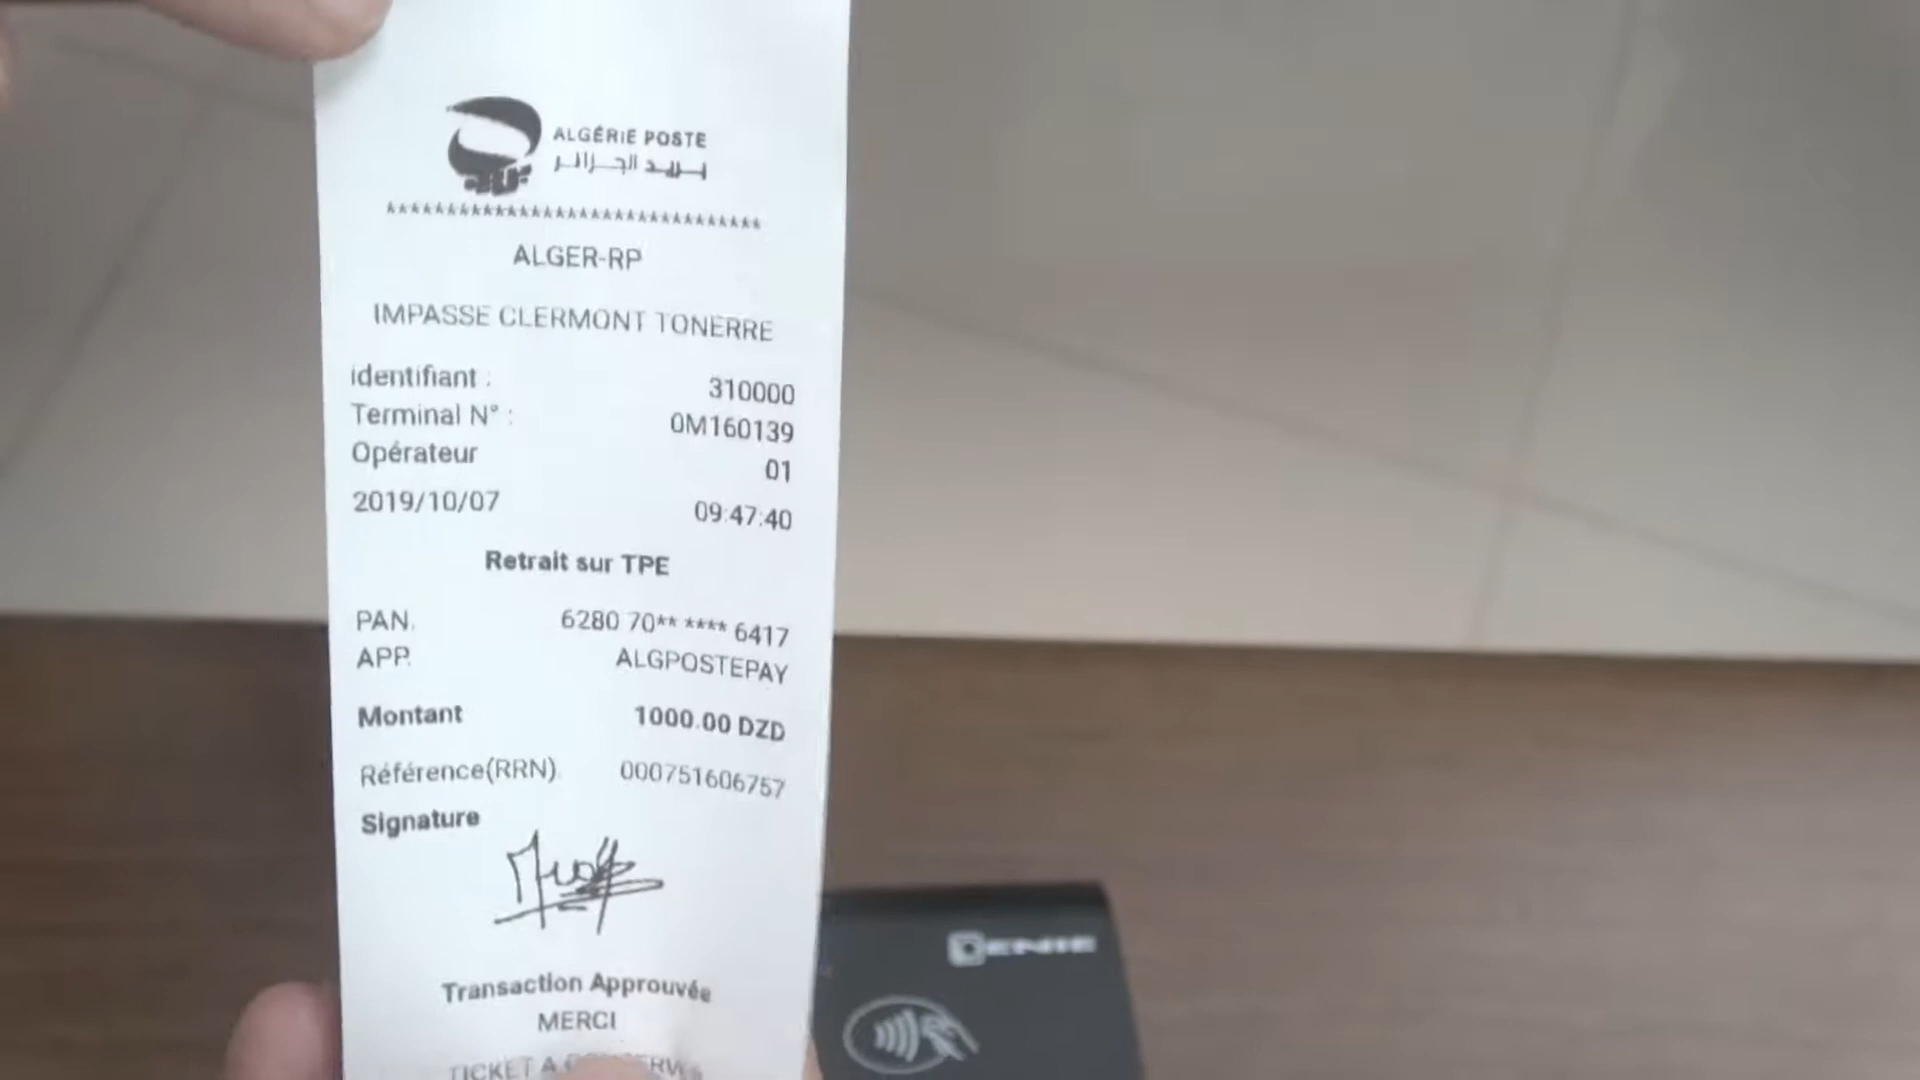 ALGÉRIE POSTE
بريد الجزائر
*******************************
ALGER-RP
IMPASSE CLERMONT TONERRE
identifiant : 310000
Terminal N° : 0M160139
Opérateur 01
2019/10/07 09:47:40
Retrait sur TPE
PAN. 6280 70** **** 6417
APP. ALGPOSTEPAY
Montant 1000.00 DZD
Référence(RRN). 000751606757
Signature
Transaction Approuvée
MERCI
TICKET A
ENIE